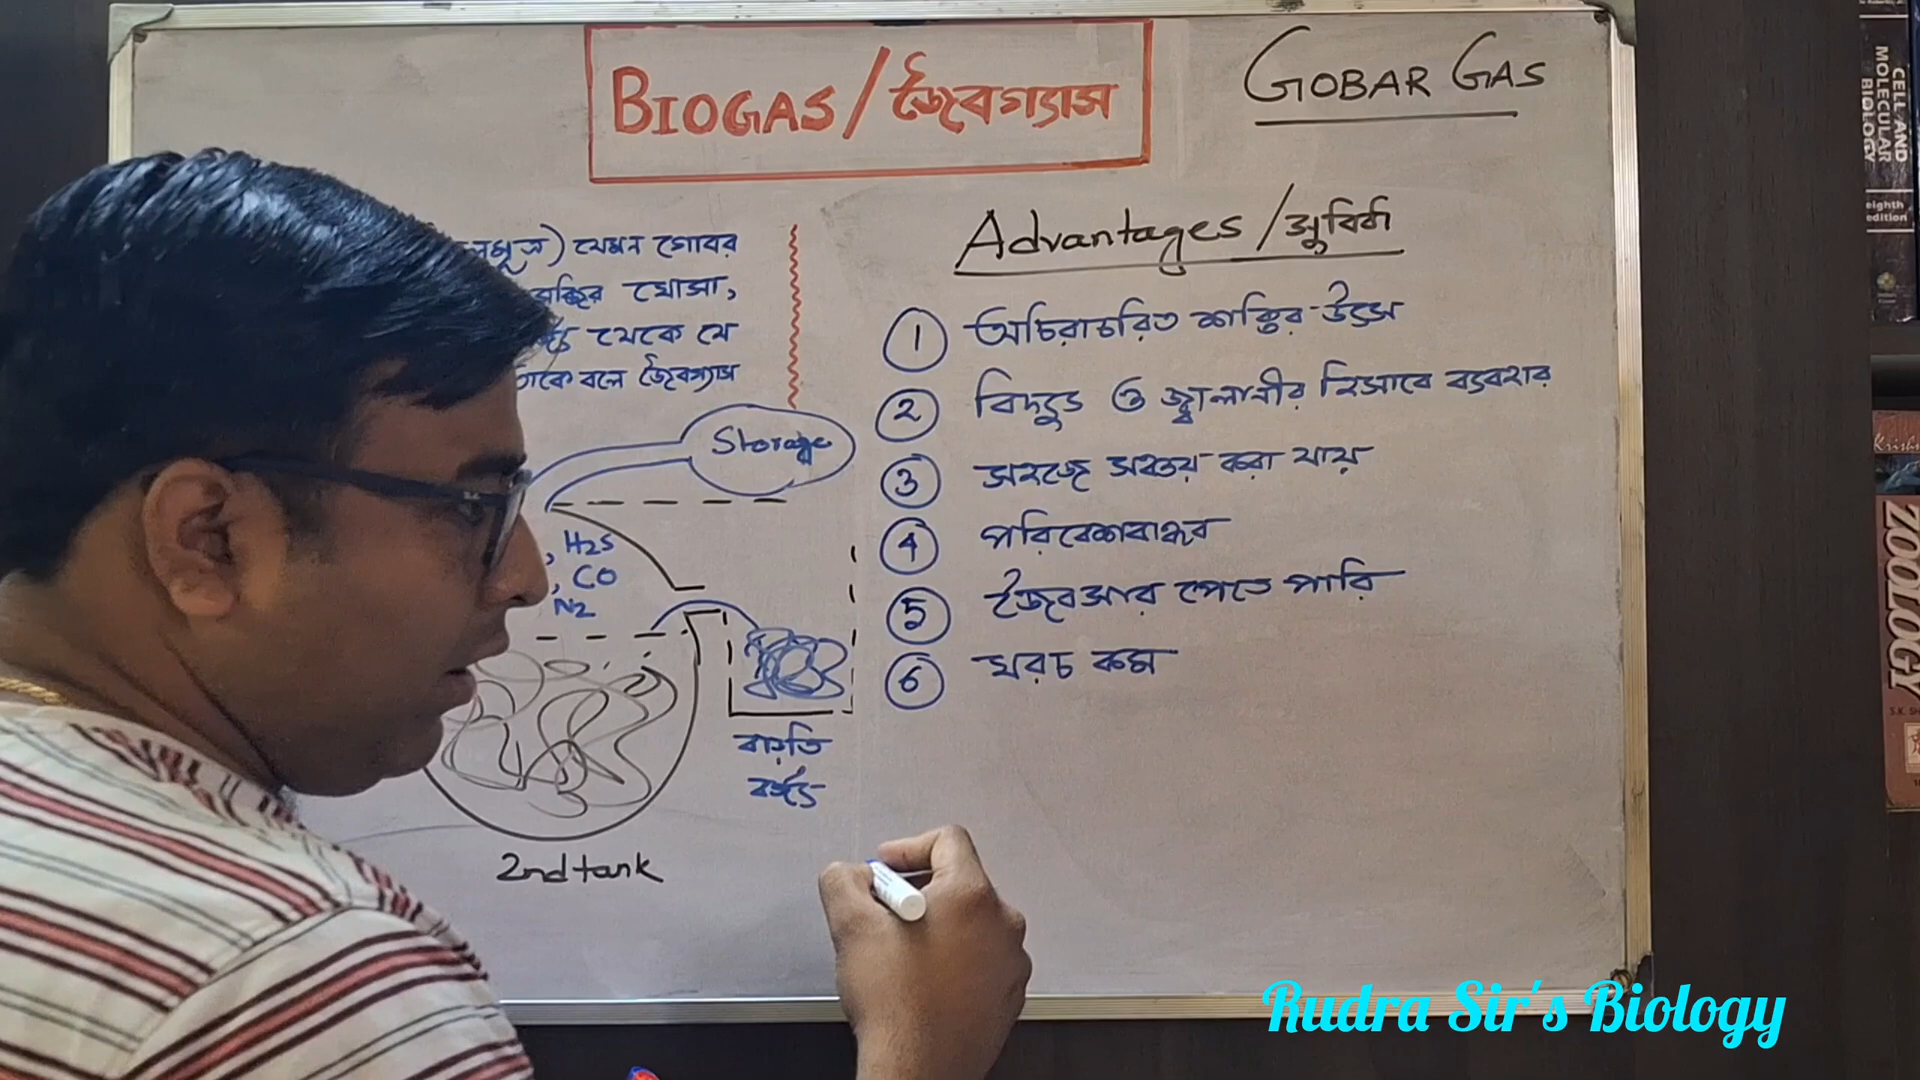 BIOGAS / জৈবগ্যাস
GOBAR GAS
যেমন গোবর
খোসা,
থেকে যে
বলে জৈবগ্যাস
Storage
, H2S
, CO
N2
বাড়তি
বর্জ্য
2nd tank
Advantages / সুবিধা
1 অচিরাচরিত শক্তির উৎস
2 বিদ্যুৎ ও জ্বালানীর হিসাবে ব্যবহার
3 সহজে সঞ্চয় করা যায়
4 পরিবেশবান্ধব
5 জৈবসার পেতে পারি
6 খরচ কম
CELL AND
MOLECULAR
BIOLOGY
eighth
edition
Krishn
ZOOLOGY
Rudra Sir's Biology